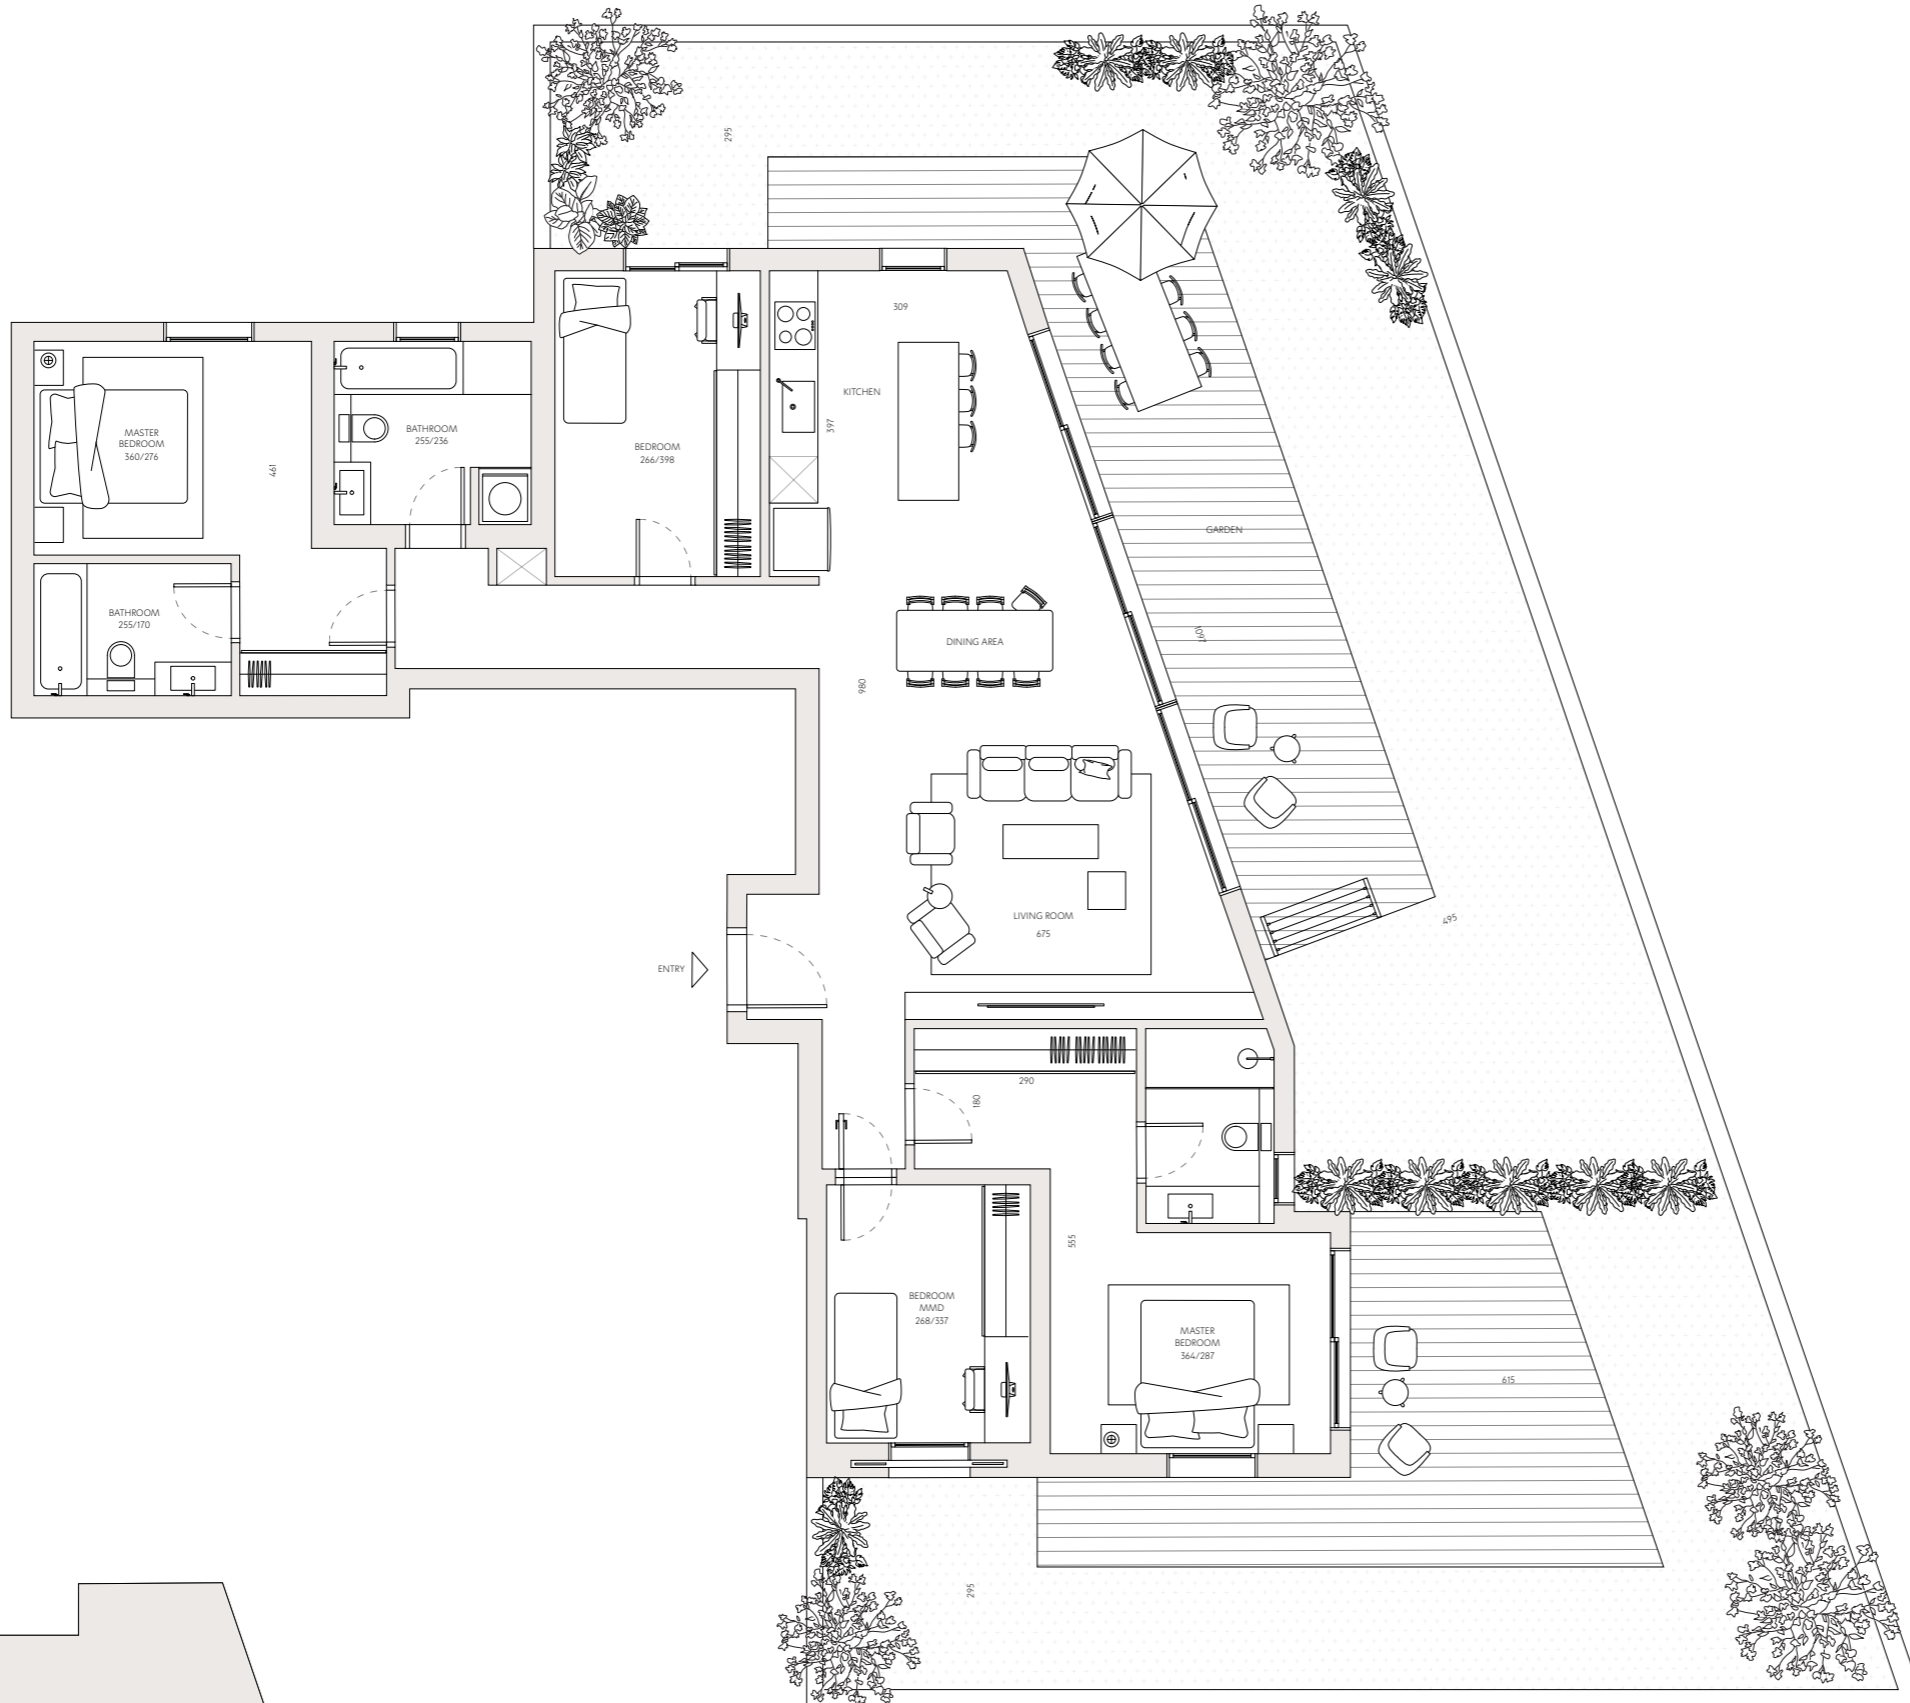 295
309
KITCHEN
397
MASTER
BEDROOM
360/276
461
BATHROOM
255/236
BEDROOM
266/398
GARDEN
BATHROOM
255/170
DINING AREA
1097
980
LIVING ROOM
675
495
ENTRY
290
180
555
BEDROOM
MMD
268/337
MASTER
BEDROOM
364/287
615
295